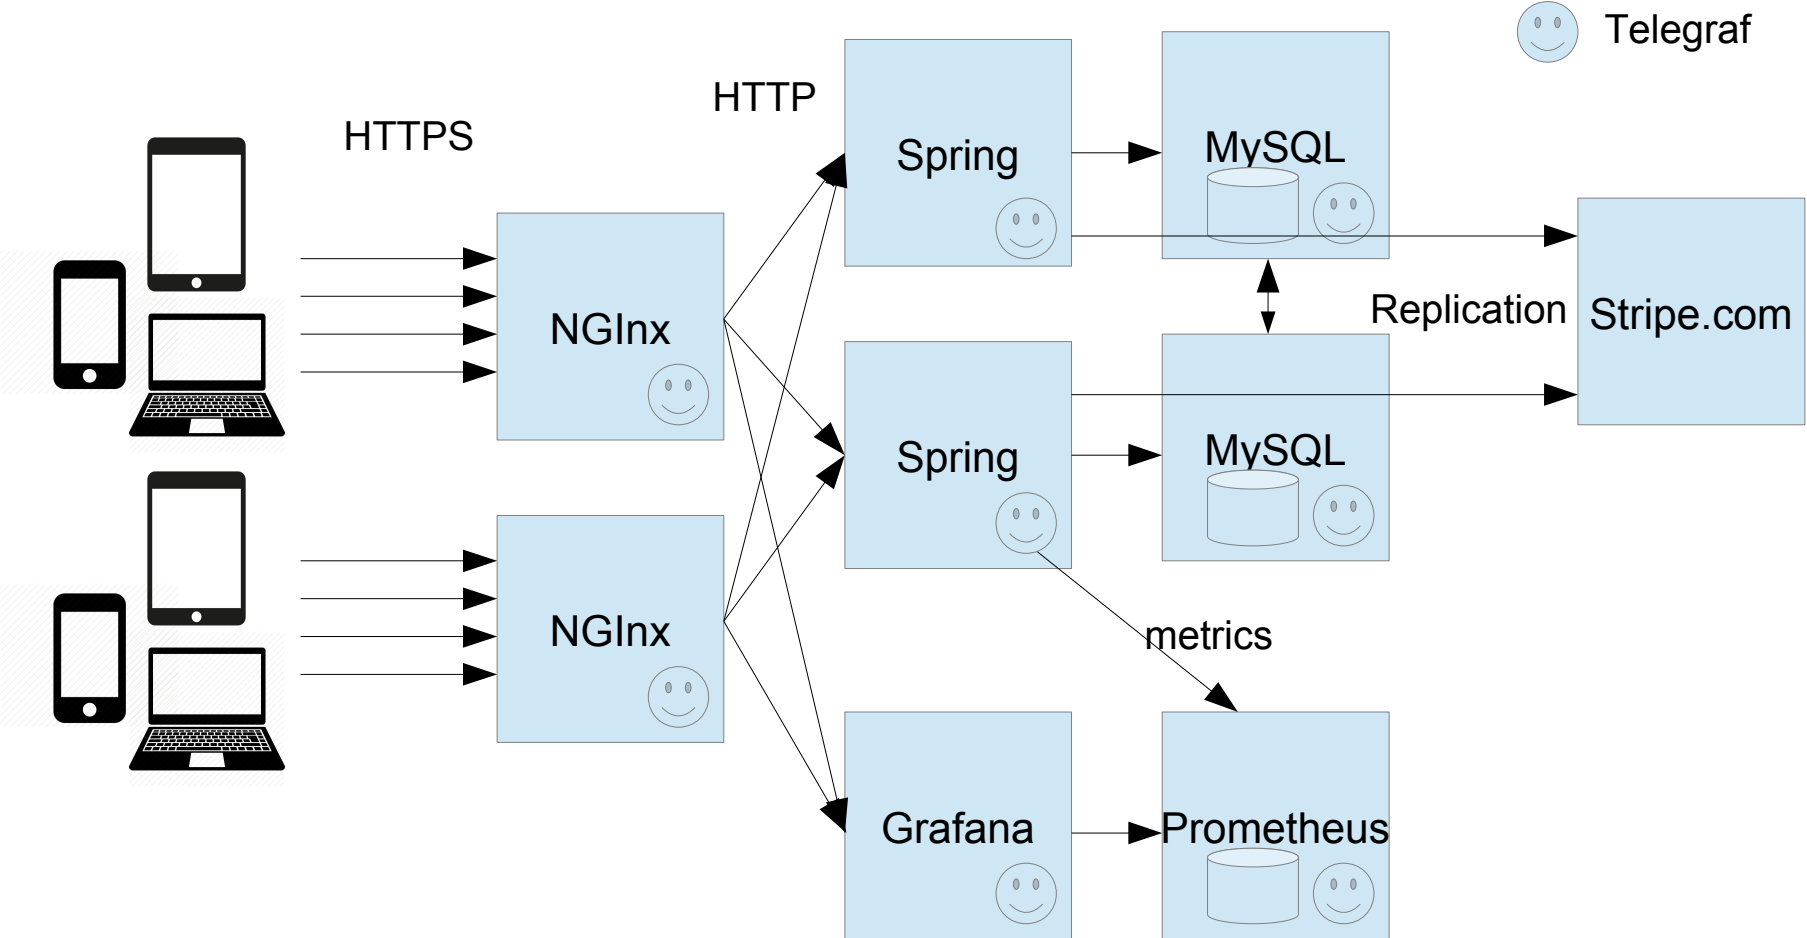 Telegraf
HTTP
HTTPS
Spring
MySQL
NGInx
Replication
Stripe.com
Spring
MySQL
NGInx
metrics
Grafana
Prometheus